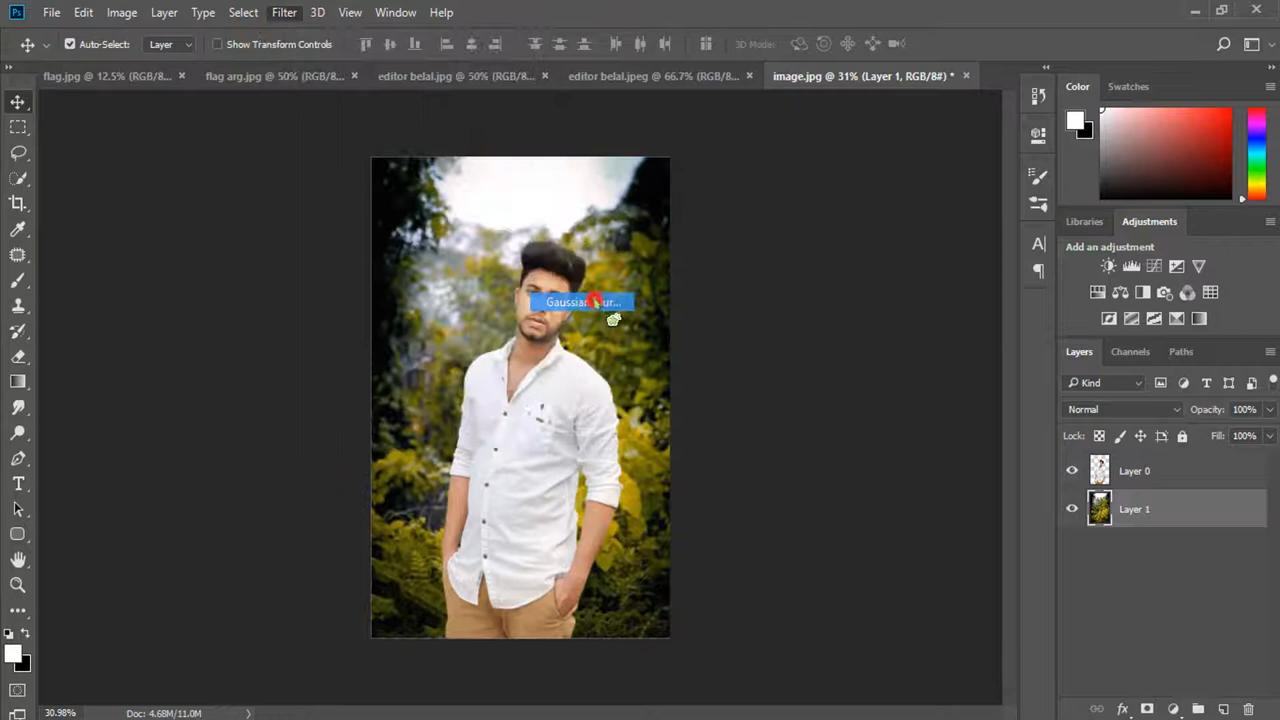 Ps File Edit Image Layer Type Select Filter 3D View Window Help
Auto-Select: Layer Show Transform Controls 3D Mode:
flag.jpg @ 12.5% (RGB/8... × flag arg.jpg @ 50% (RGB/8... × editor belal.jpg @ 50% (RGB/8... × editor belal.jpeg @ 66.7% (RGB/8... × image.jpg @ 31% (Layer 1, RGB/8#) * ×
Color Swatches
Libraries Adjustments
Add an adjustment
Layers Channels Paths
Kind
Normal Opacity: 100%
Lock: Fill: 100%
Layer 0
Layer 1
30.98% Doc: 4.68M/11.0M